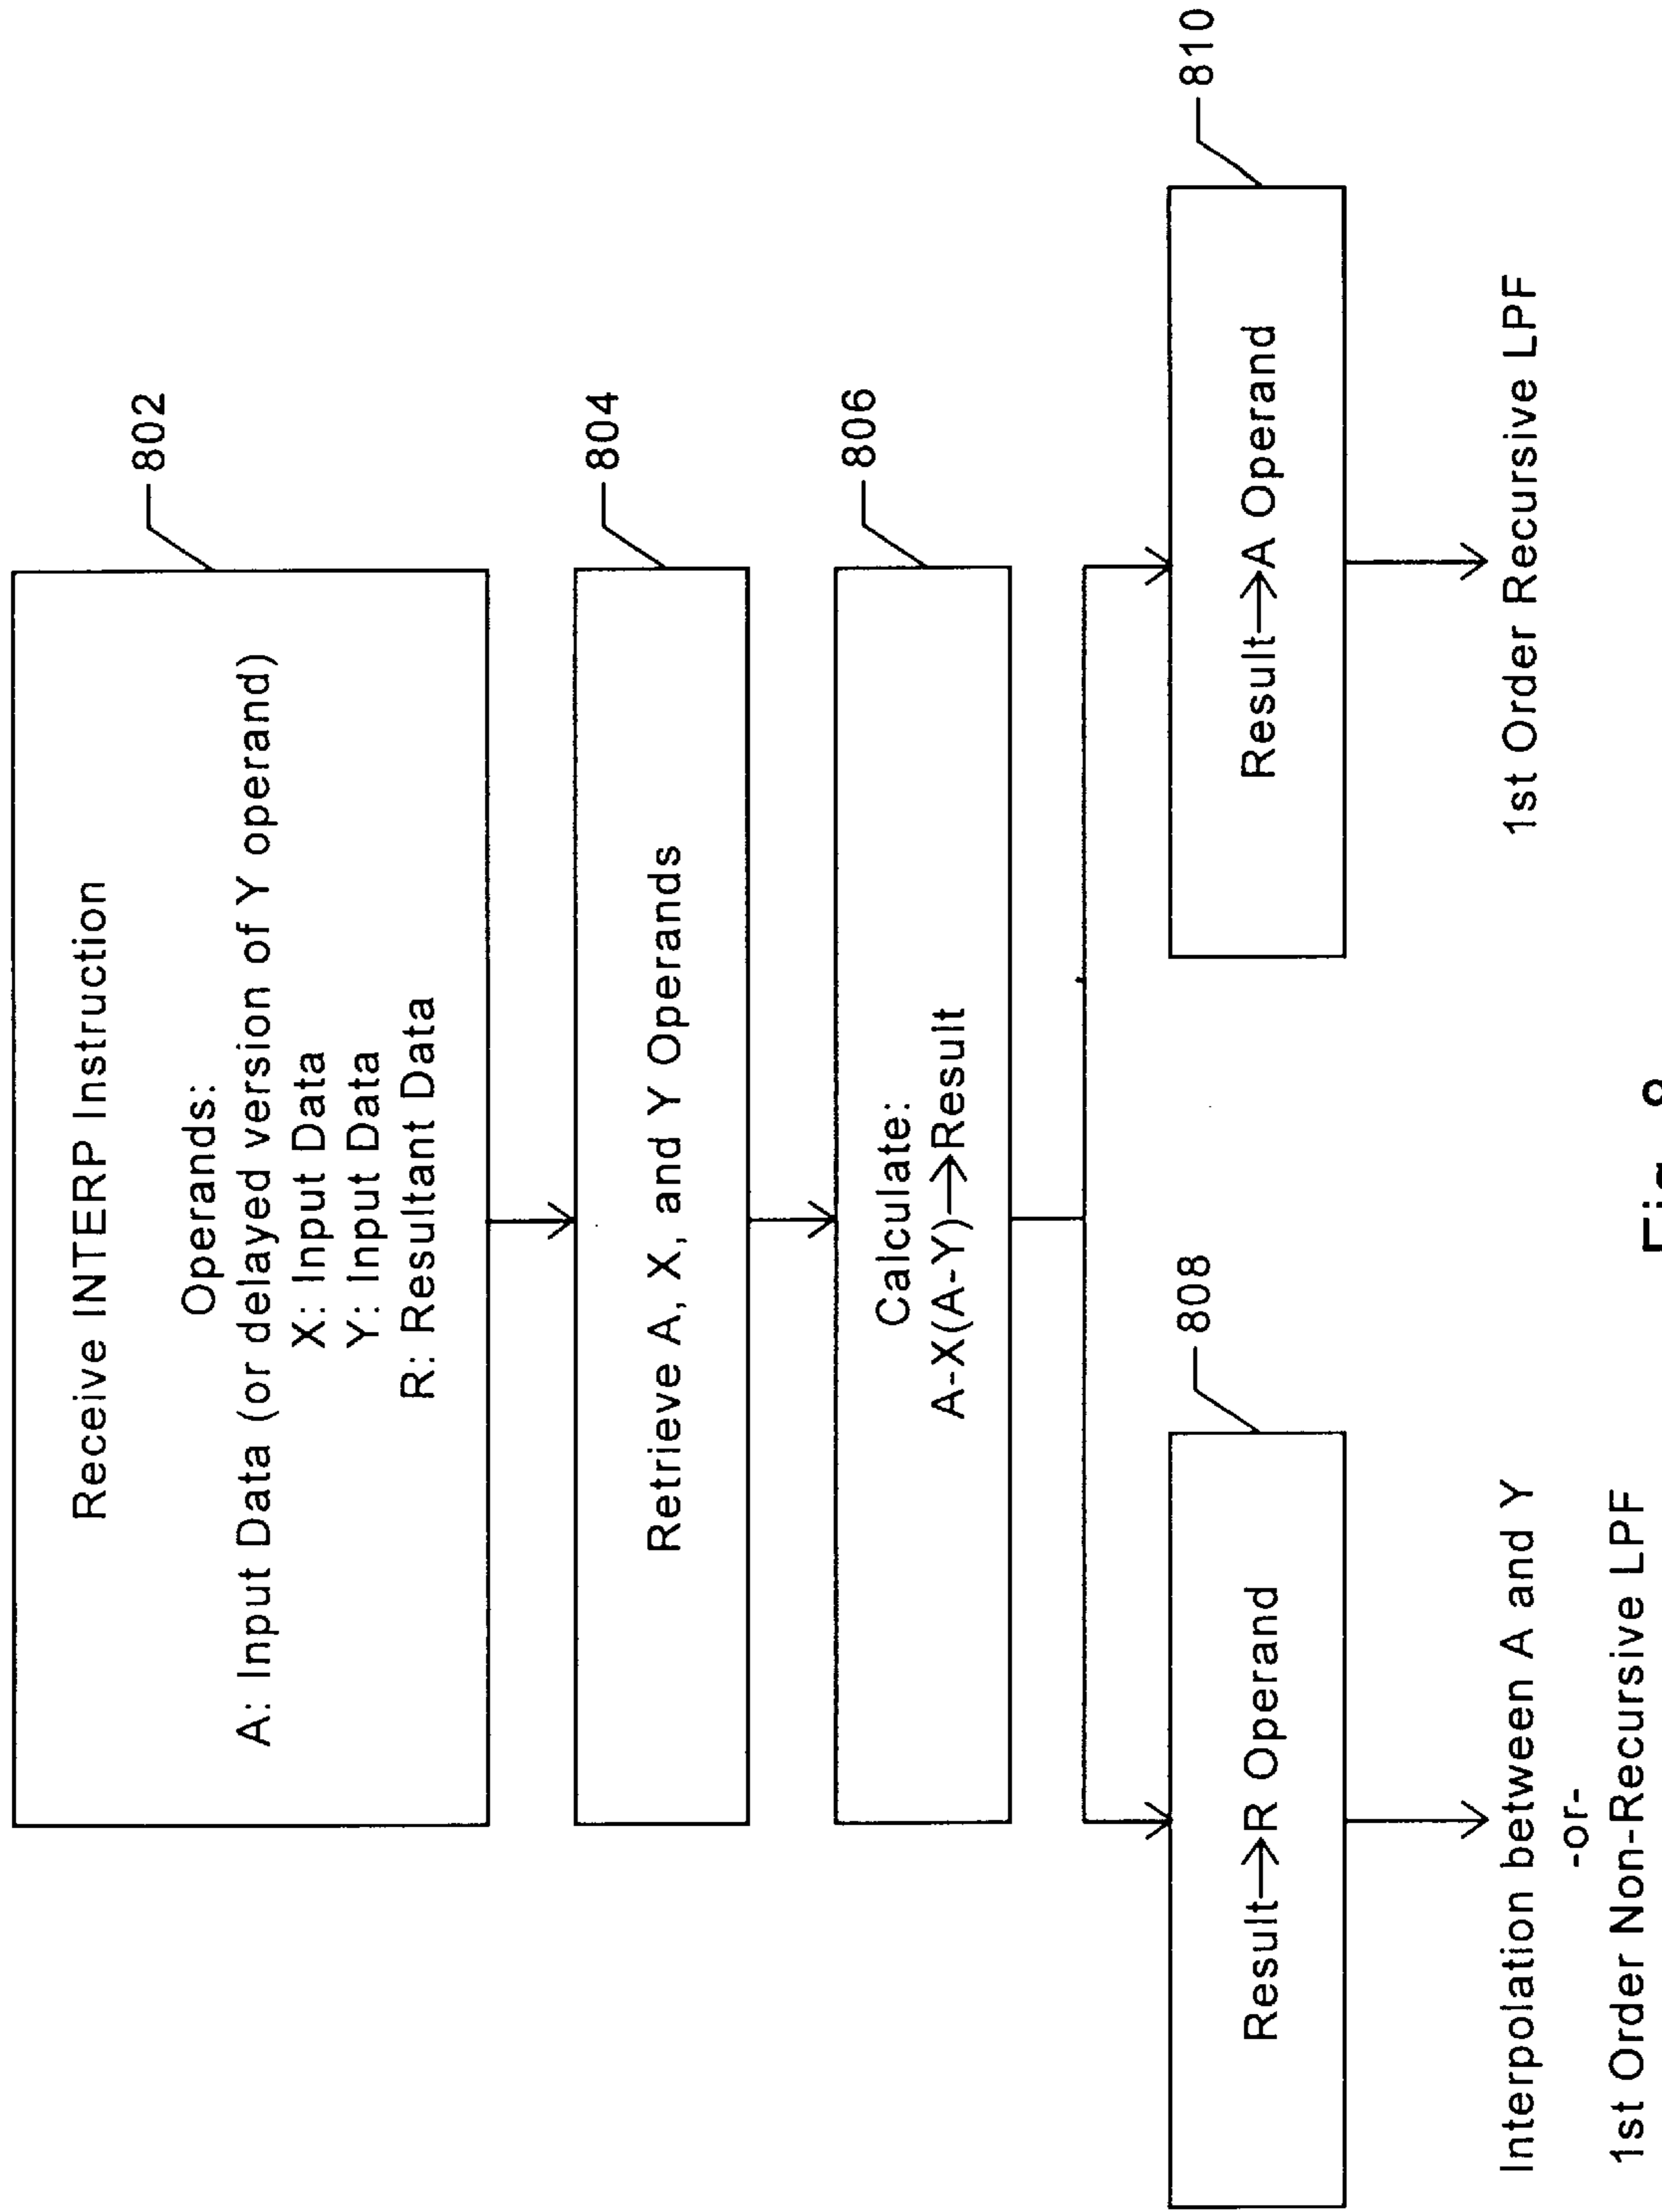 Receive INTERP Instruction
802
Operands:
A: Input Data (or delayed version of Y operand)
X: Input Data
Y: Input Data
R: Resultant Data
804
Retrieve A, X, and Y Operands
806
Calculate:
A-X(A-Y)→Result
808
Result→R Operand
810
Result→A Operand
Interpolation between A and Y
-or-
1st Order Non-Recursive LPF
1st Order Recursive LPF